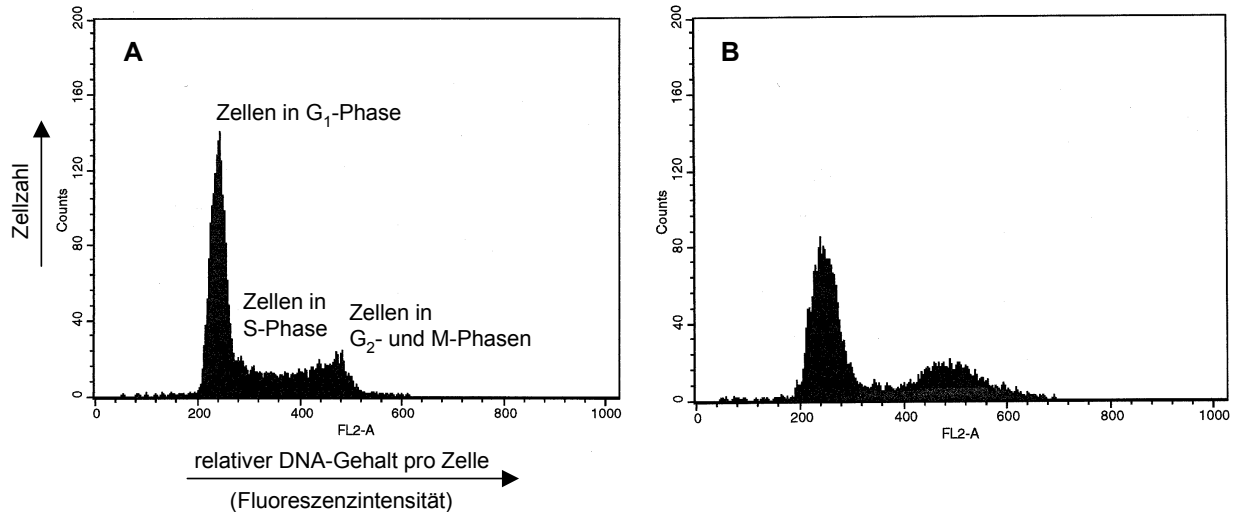 A
200
160
120
80
40
0
Counts
Zellzahl
Zellen in G₁-Phase
Zellen in
S-Phase
Zellen in
G₂- und M-Phasen
0 200 400 600 800 1000
FL2-A
relativer DNA-Gehalt pro Zelle
(Fluoreszenzintensität)
B
200
160
120
80
40
0
Counts
0 200 400 600 800 1000
FL2-A